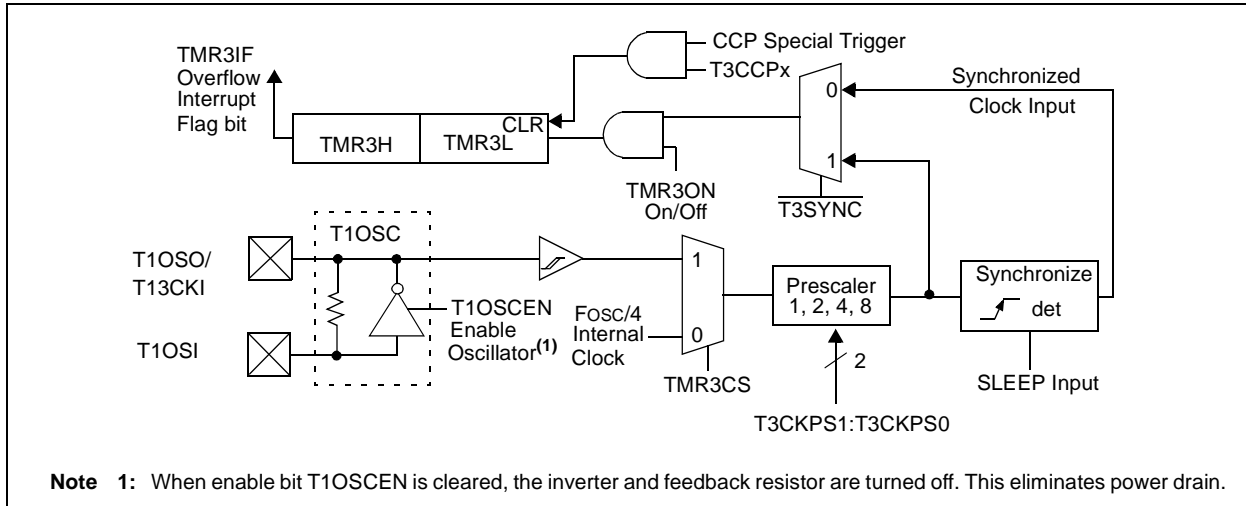 TMR3IF
Overflow
Interrupt
Flag bit
CCP Special Trigger
T3CCPx
0
Synchronized
Clock Input
CLR
TMR3H
TMR3L
1
TMR3ON
On/Off
T3SYNC
T1OSC
T1OSO/
T13CKI
1
Synchronize
det
Prescaler
1, 2, 4, 8
T1OSCEN
Enable
Oscillator(1)
FOSC/4
Internal
Clock
0
T1OSI
2
TMR3CS
SLEEP Input
T3CKPS1:T3CKPS0
Note 1: When enable bit T1OSCEN is cleared, the inverter and feedback resistor are turned off. This eliminates power drain.